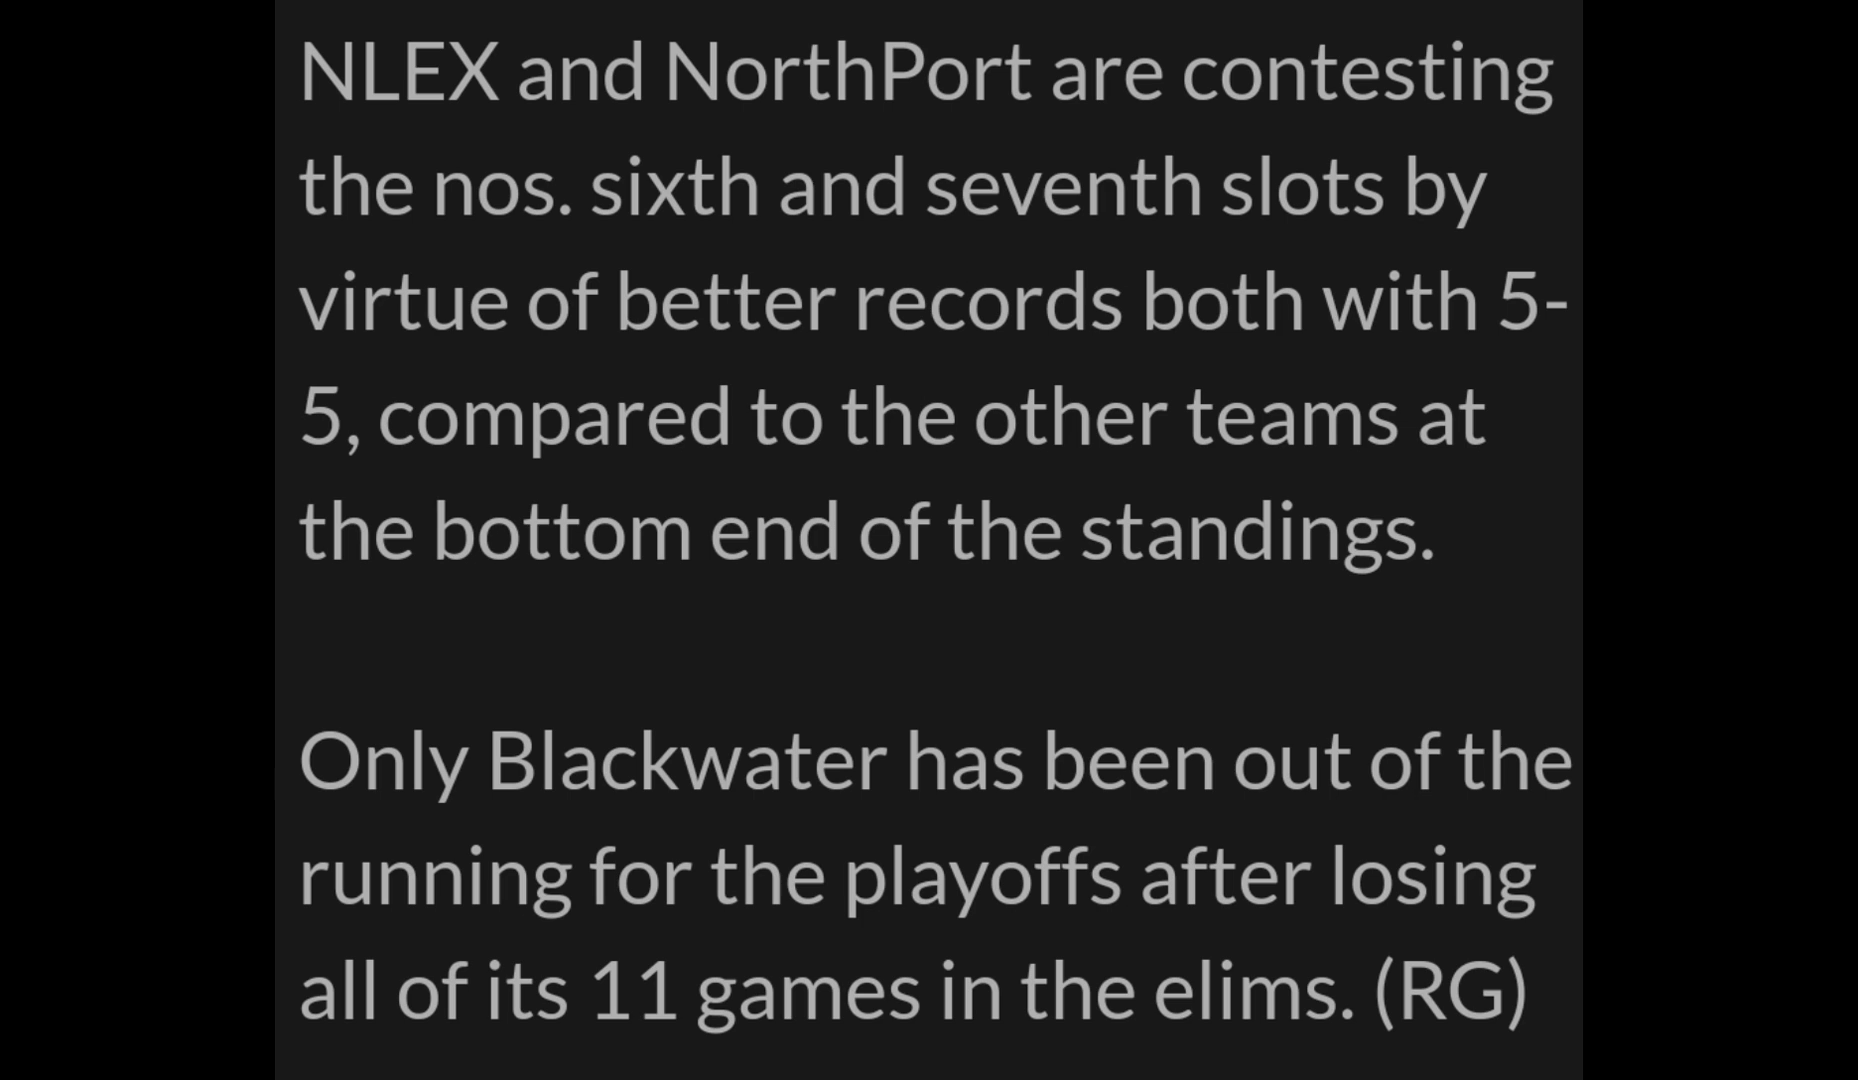 NLEX and NorthPort are contesting
the nos. sixth and seventh slots by
virtue of better records both with 5-
5, compared to the other teams at
the bottom end of the standings.
Only Blackwater has been out of the
running for the playoffs after losing
all of its 11 games in the elims. (RG)